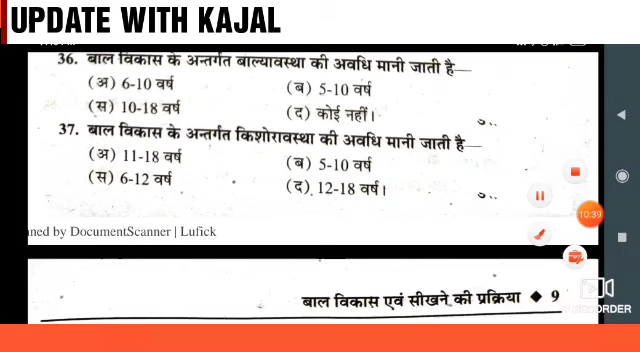 UPDATE WITH KAJAL
36. बाल विकास के अन्तर्गत बाल्यावस्था की अवधि मानी जाती है—
(अ) 6-10 वर्ष (ब) 5-10 वर्ष
(स) 10-18 वर्ष (द) कोई नहीं।
37. बाल विकास के अन्तर्गत किशोरावस्था की अवधि मानी जाती है—
(अ) 11-18 वर्ष (ब) 5-10 वर्ष
(स) 6-12 वर्ष (द) 12-18 वर्ष।
10:39
nned by DocumentScanner | Lufick
बाल विकास एवं सीखने की प्रक्रिया ◆ 9
ORDER